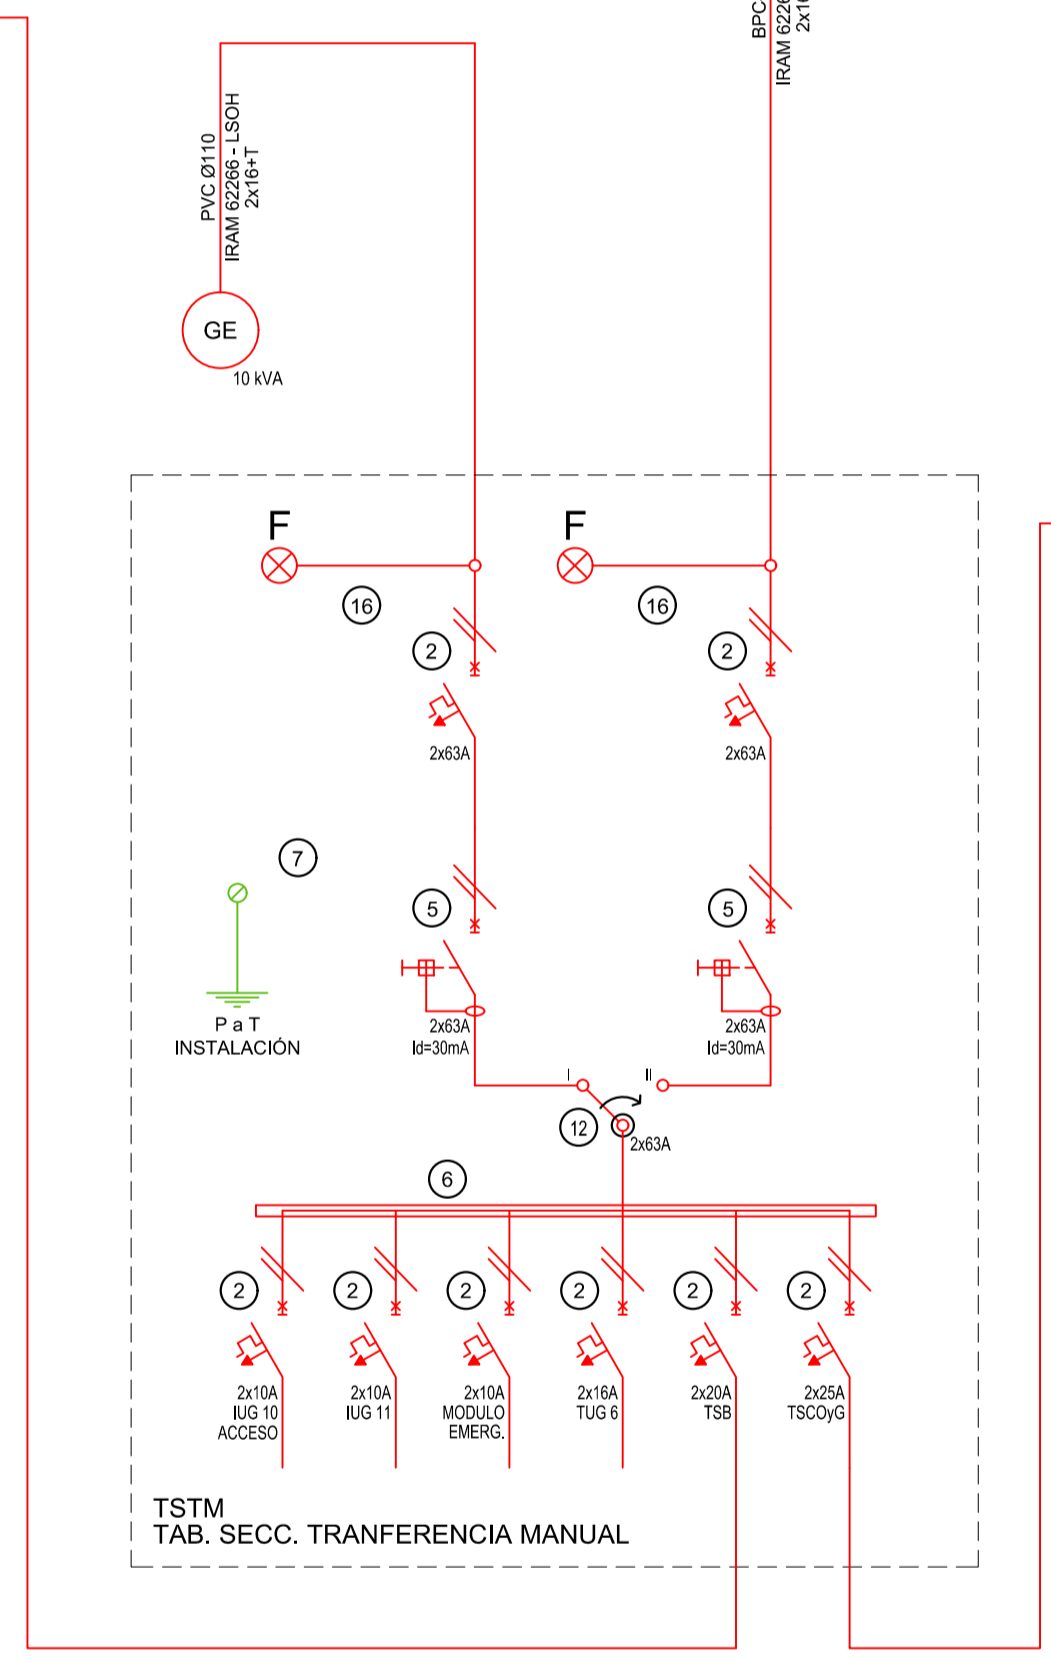 BPC
IRAM 6226
2x16
PVC Ø110
IRAM 62266 - LSOH
2x16+T
GE
10 kVA
F
F
16
16
2
2
2x63A
2x63A
7
5
5
P a T
INSTALACIÓN
2x63A
Id=30mA
2x63A
Id=30mA
I
II
12
2x63A
6
2
2
2
2
2
2
2x10A
IUG 10
ACCESO
2x10A
IUG 11
2x10A
MODULO
EMERG.
2x16A
TUG 6
2x20A
TSB
2x25A
TSCOyG
TSTM
TAB. SECC. TRANFERENCIA MANUAL